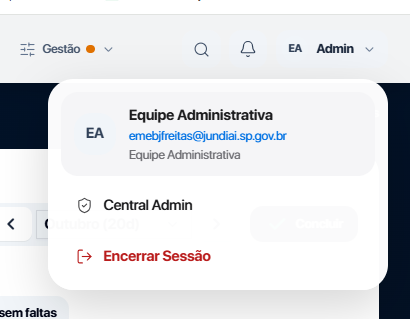 Gestão
EA Admin
EA
Equipe Administrativa
emebjfreitas@jundiai.sp.gov.br
Equipe Administrativa
Central Admin
Concluir
Encerrar Sessão
sem faltas